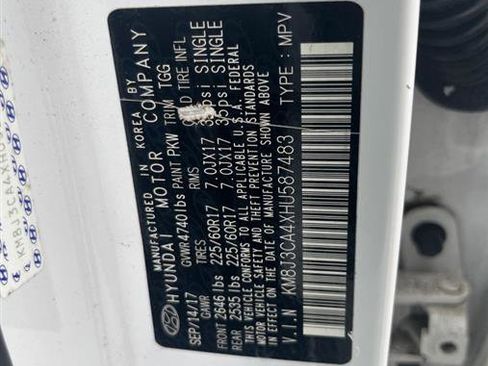 MANUFACTURED IN KOREA BY
HYUNDAI MOTOR COMPANY
SEP/14/17 GVWR 4740lbs PAINT PKW TRIM TGG
GAWR TIRES RIMS COLD TIRE INFL
FRONT 2646 lbs 225/60R17 7.0JX17 35psi SINGLE
REAR 2535 lbs 225/60R17 7.0JX17 35psi SINGLE
THIS VEHICLE CONFORMS TO ALL APPLICABLE U.S.A. FEDERAL
MOTOR VEHICLE SAFETY, BUMPER, AND THEFT PREVENTION STANDARDS
IN EFFECT ON THE DATE OF MANUFACTURE SHOWN ABOVE
V.I.N : KM8J3CA4XHU587483 TYPE : MPV